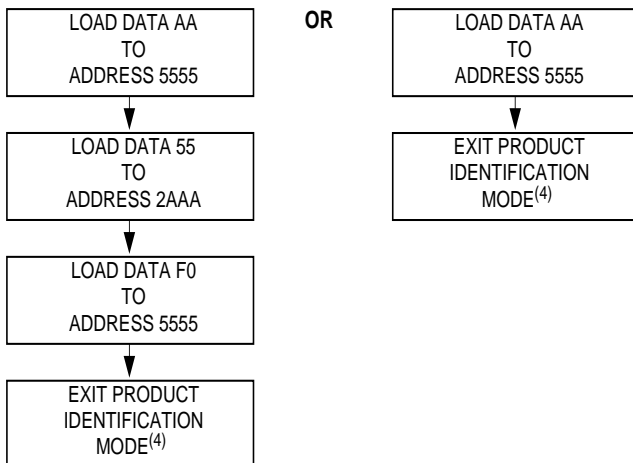 LOAD DATA AA
TO
ADDRESS 5555
LOAD DATA 55
TO
ADDRESS 2AAA
LOAD DATA F0
TO
ADDRESS 5555
EXIT PRODUCT
IDENTIFICATION
MODE(4)
OR
LOAD DATA AA
TO
ADDRESS 5555
EXIT PRODUCT
IDENTIFICATION
MODE(4)